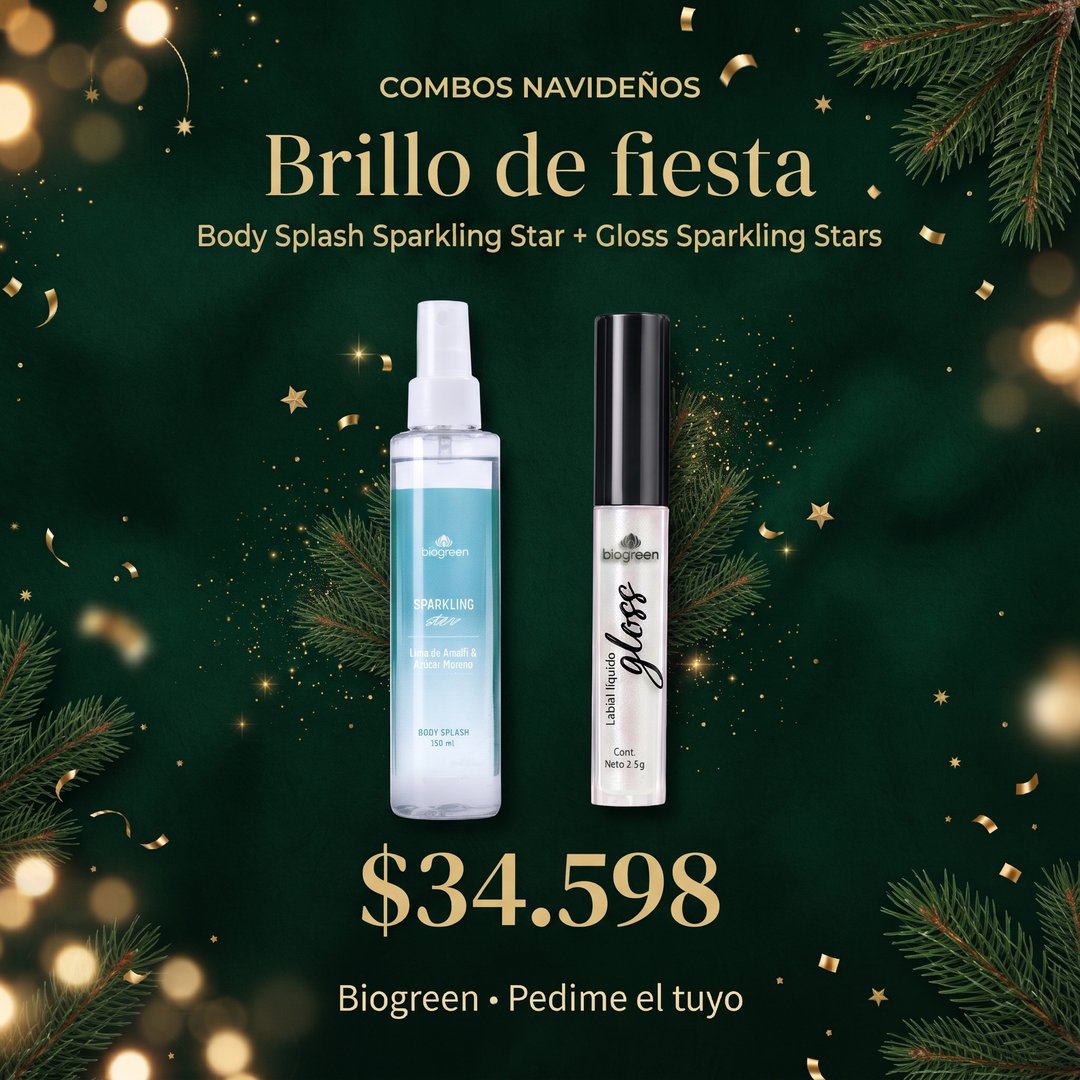 COMBOS NAVIDEÑOS
Brillo de fiesta
Body Splash Sparkling Star + Gloss Sparkling Stars
biogreen
SPARKLING
star
Lima de Amalfi &
Azúcar Moreno
BODY SPLASH
150 ml
biogreen
gloss
Labial líquido
Cont.
Neto 2.5g
$34.598
Biogreen • Pedime el tuyo